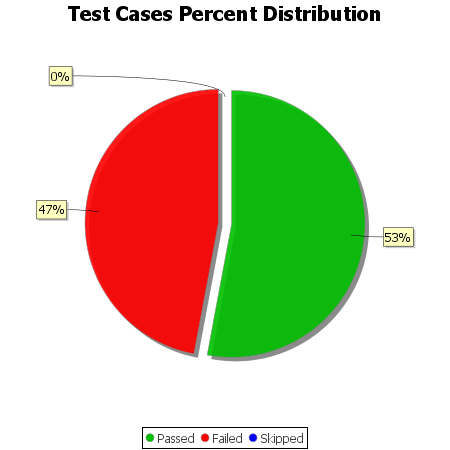 Test Cases Percent Distribution
0%
47%
53%
Passed Failed Skipped